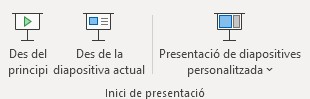 Des del
principi
Des de la
diapositiva actual
Presentació de diapositives
personalitzada
Inici de presentació